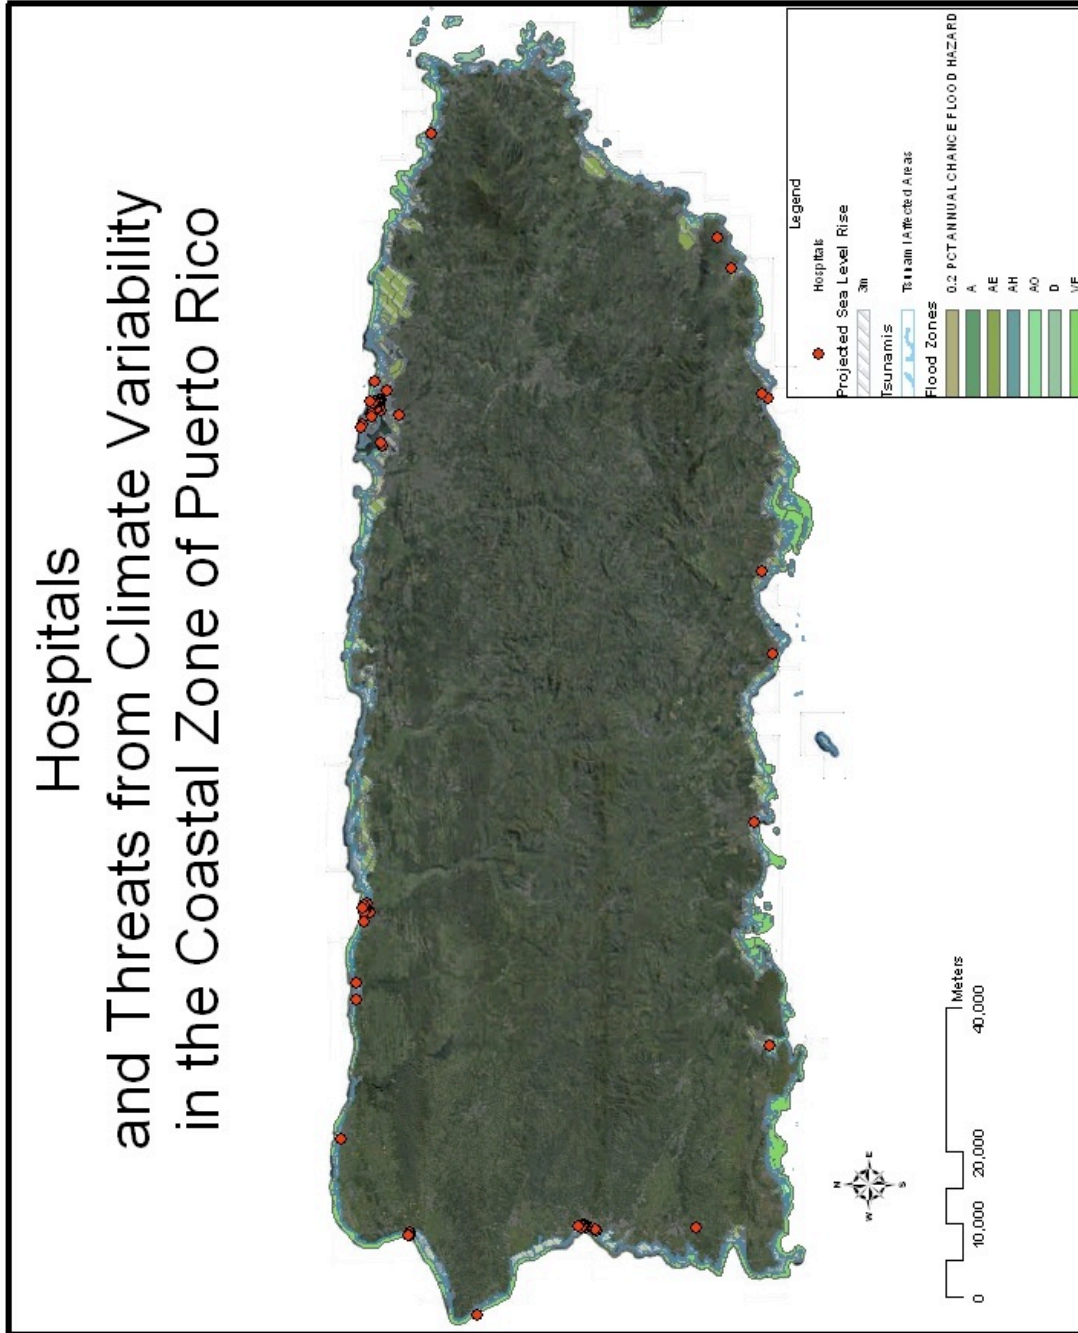 Hospitals
and Threats from Climate Variability
in the Coastal Zone of Puerto Rico
Legend
Hospitals
Projected Sea Level Rise
3m
Tsunamis
Tsunami Affected Areas
Flood Zones
0.2 PCT ANNUAL CHANCE FLOOD HAZARD
A
AE
AH
AO
D
VE
N
W E
S
Meters
0 10,000 20,000 40,000